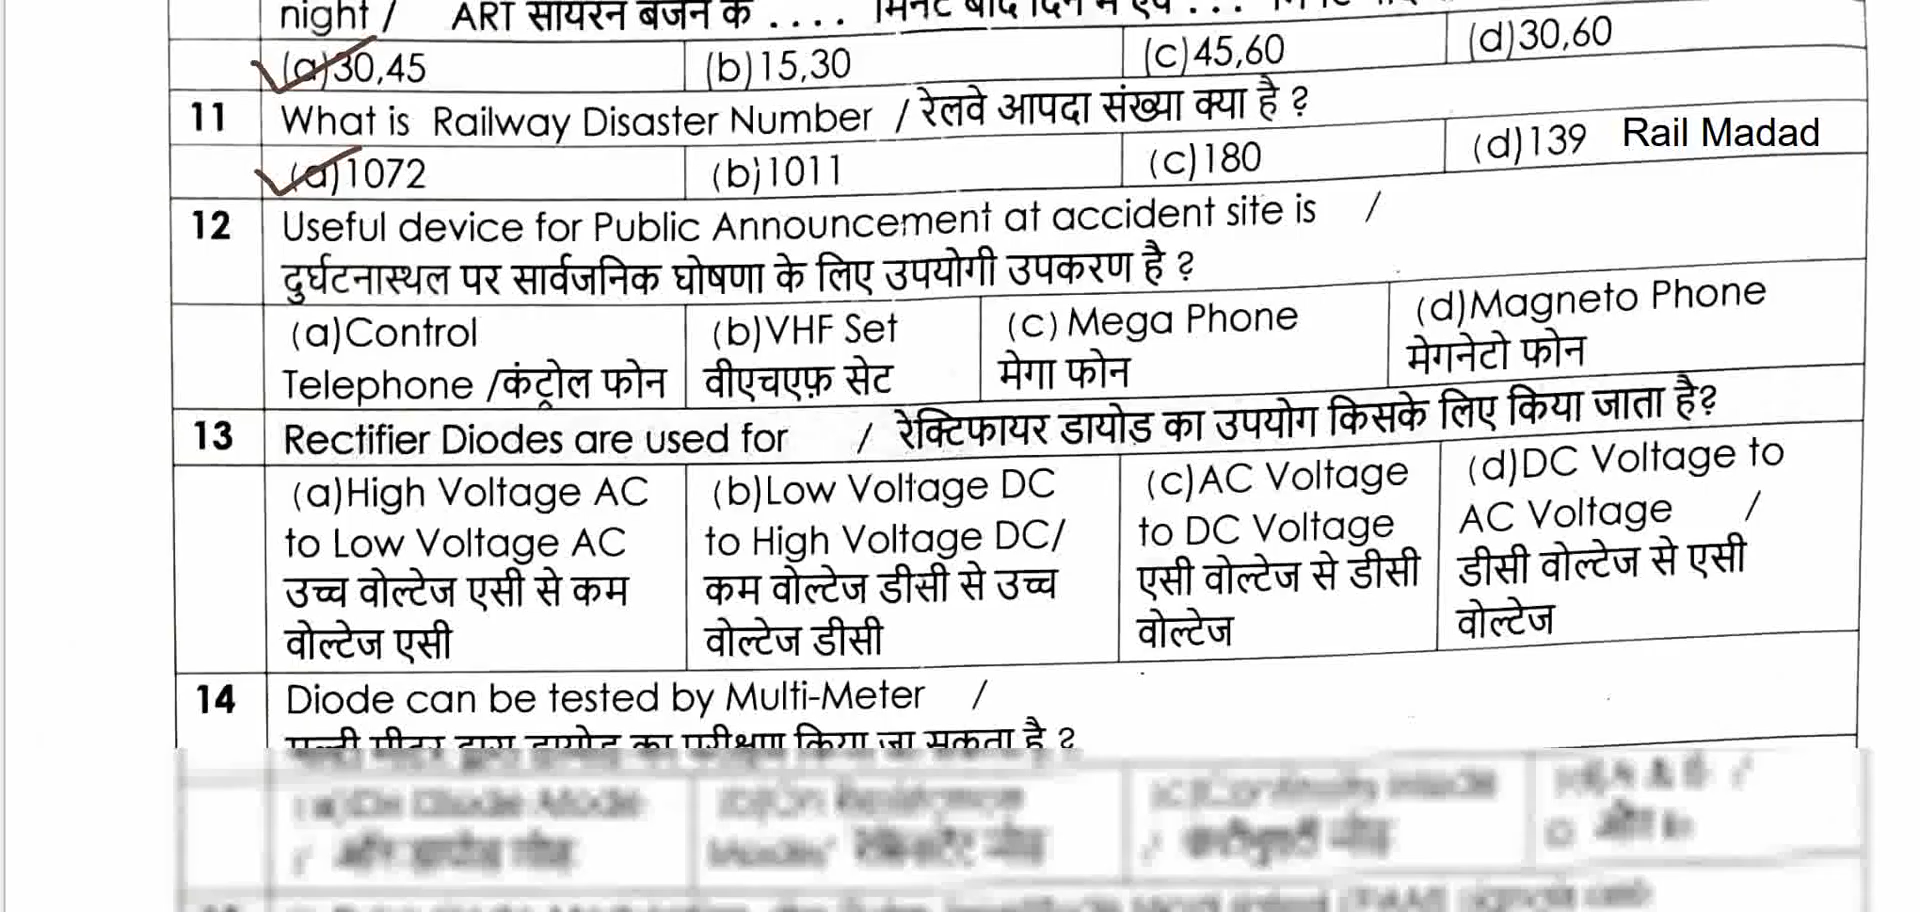 night / ART सायरन बजने के . . . .
(a)30,45 (b)15,30 (c)45,60 (d)30,60
11 What is Railway Disaster Number / रेलवे आपदा संख्या क्या है ?
(a)1072 (b)1011 (c)180 (d)139 Rail Madad
12 Useful device for Public Announcement at accident site is /
दुर्घटनास्थल पर सार्वजनिक घोषणा के लिए उपयोगी उपकरण है ?
(a)Control (b)VHF Set (c) Mega Phone (d)Magneto Phone
Telephone /कंट्रोल फोन वीएचएफ़ सेट मेगा फोन मेगनेटो फोन
13 Rectifier Diodes are used for / रेक्टिफायर डायोड का उपयोग किसके लिए किया जाता है?
(a)High Voltage AC (b)Low Voltage DC (c)AC Voltage (d)DC Voltage to
to Low Voltage AC to High Voltage DC/ to DC Voltage AC Voltage /
उच्च वोल्टेज एसी से कम कम वोल्टेज डीसी से उच्च एसी वोल्टेज से डीसी डीसी वोल्टेज से एसी
वोल्टेज एसी वोल्टेज डीसी वोल्टेज वोल्टेज
14 Diode can be tested by Multi-Meter /
मल्टी मीटर द्वारा डायोड का परीक्षण किया जा सकता है ?